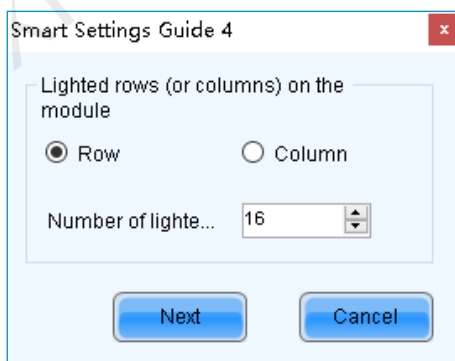 Smart Settings Guide 4
x
Lighted rows (or columns) on the
module
Row Column
Number of lighte... 16
Next Cancel